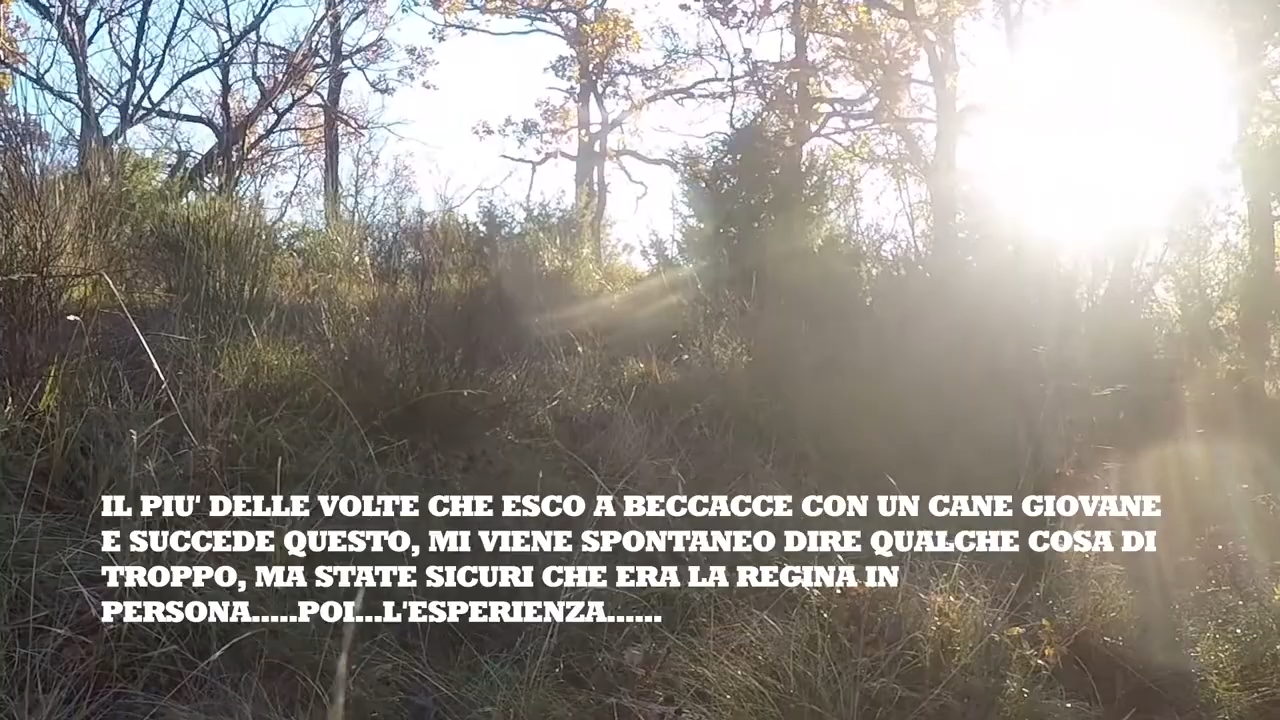 IL PIU' DELLE VOLTE CHE ESCO A BECCACCE CON UN CANE GIOVANE
E SUCCEDE QUESTO, MI VIENE SPONTANEO DIRE QUALCHE COSA DI
TROPPO, MA STATE SICURI CHE ERA LA REGINA IN
PERSONA.....POI...L'ESPERIENZA......